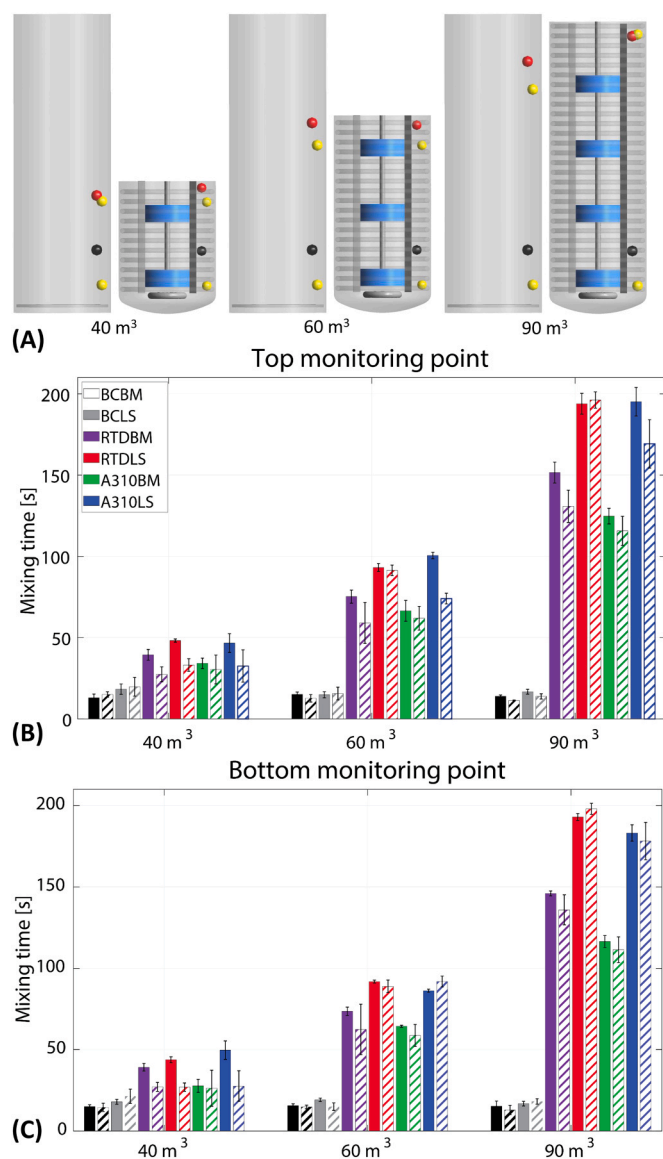 40 m³
60 m³
90 m³
(A)
Top monitoring point
200
150
100
50
0
Mixing time [s]
BCBM
BCLS
RTDBM
RTDLS
A310BM
A310LS
40 m³
60 m³
90 m³
(B)
Bottom monitoring point
200
150
100
50
0
Mixing time [s]
40 m³
60 m³
90 m³
(C)